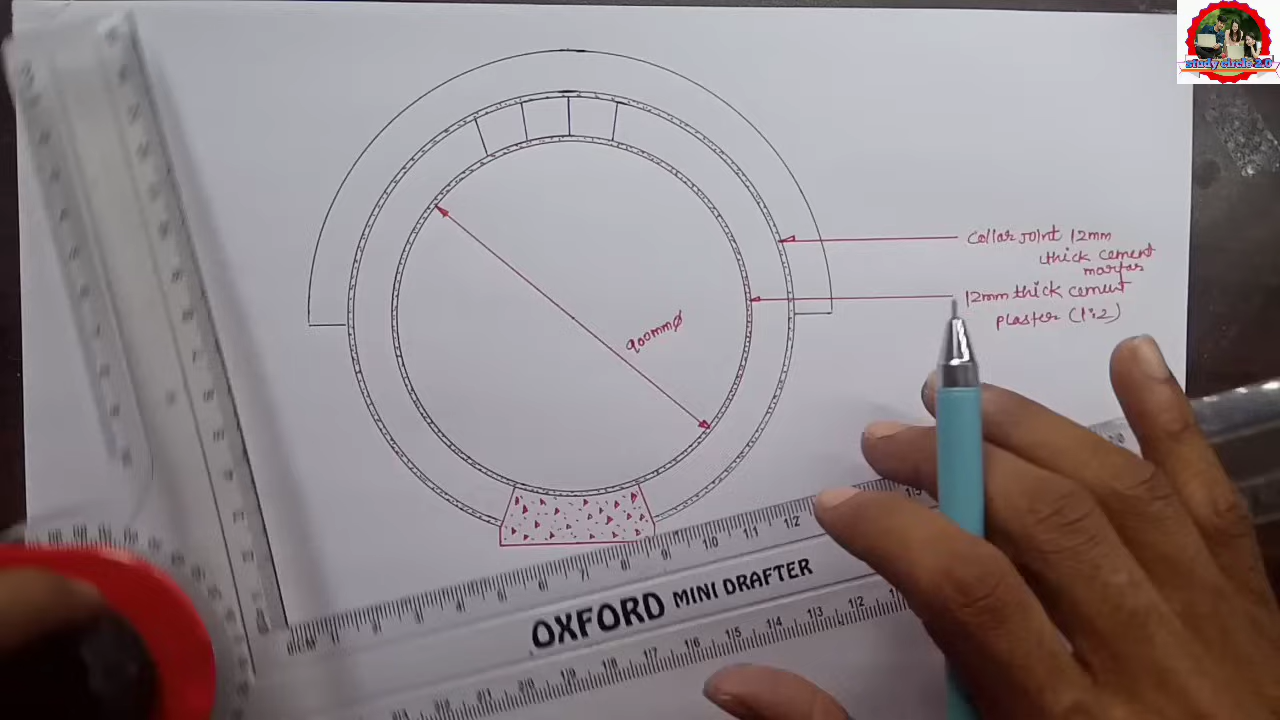 study circle 2.0
Collar joint 12mm
thick cement
mortar
12mm thick cement
plaster (1:2)
900mmØ
OXFORD MINI DRAFTER